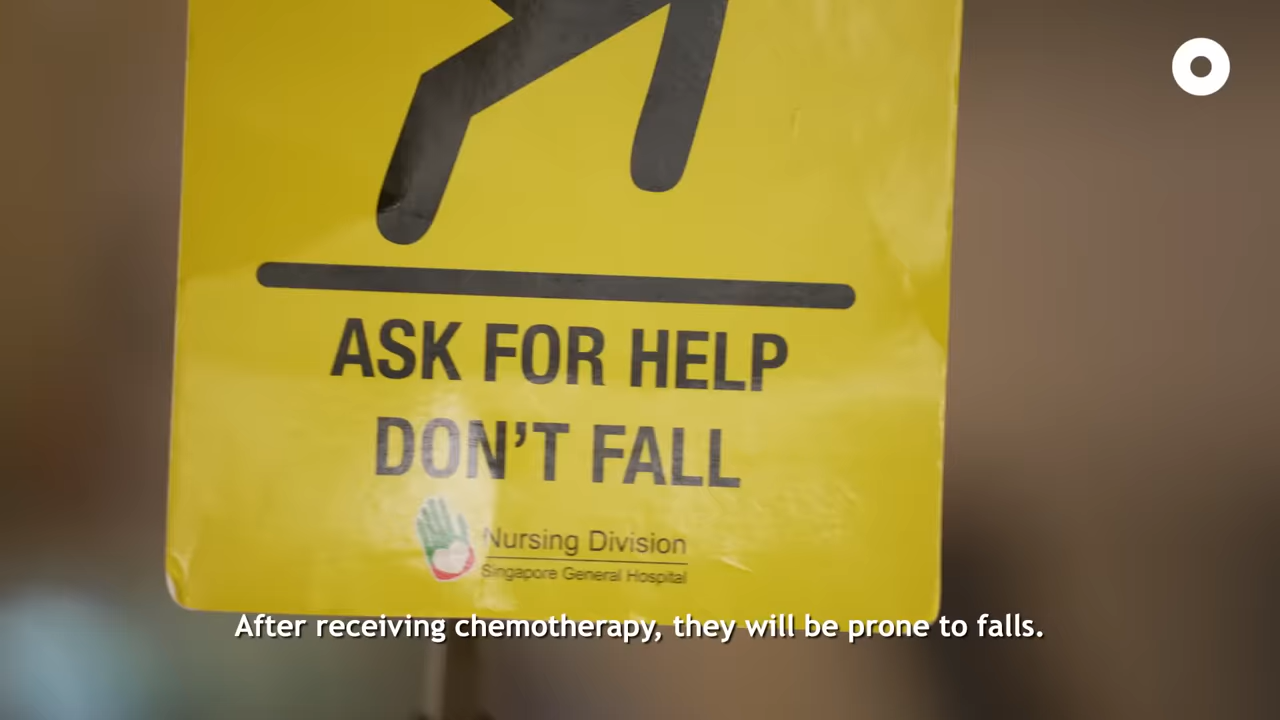 ASK FOR HELP
DON'T FALL
Nursing Division
Singapore General Hospital
After receiving chemotherapy, they will be prone to falls.